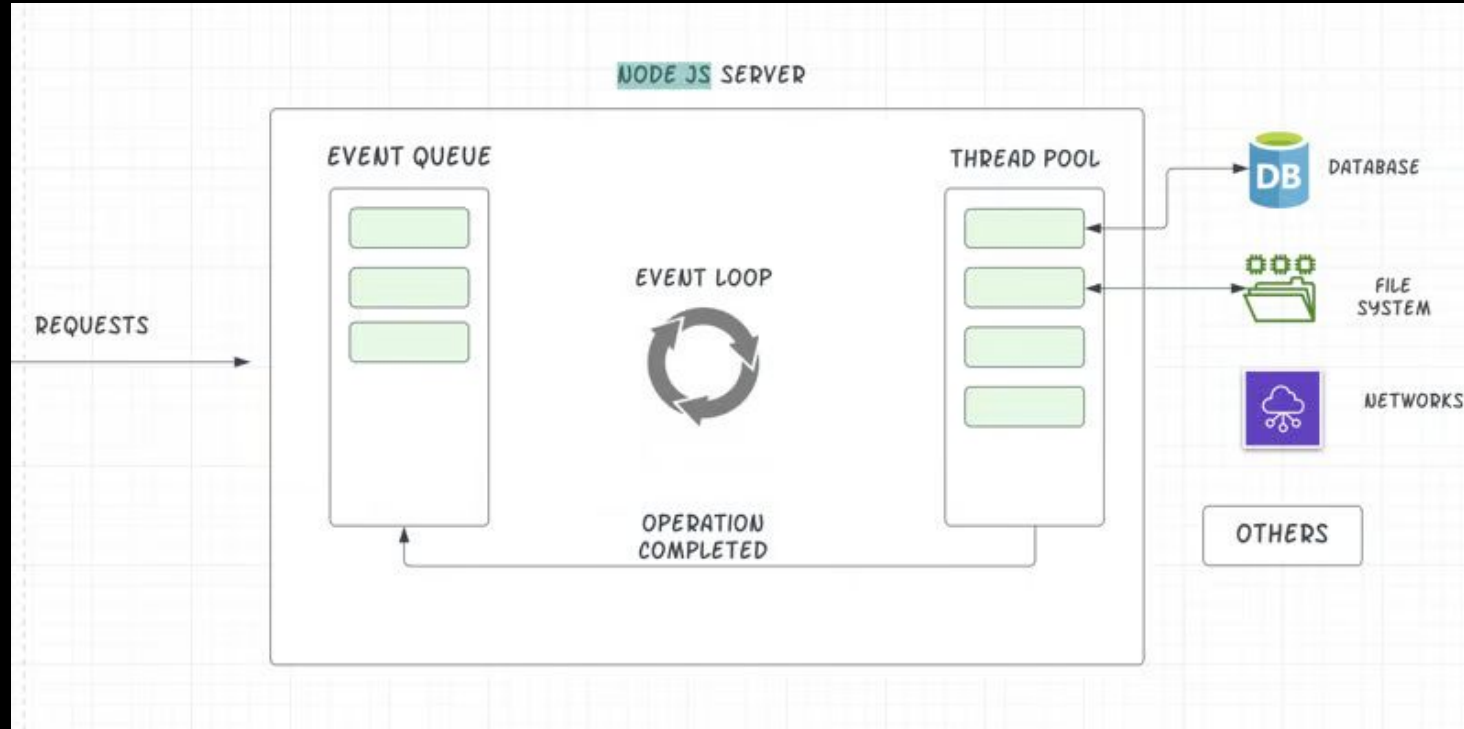 NODE JS SERVER
EVENT QUEUE
THREAD POOL
DB
DATABASE
EVENT LOOP
FILE
SYSTEM
REQUESTS
NETWORKS
OPERATION
COMPLETED
OTHERS